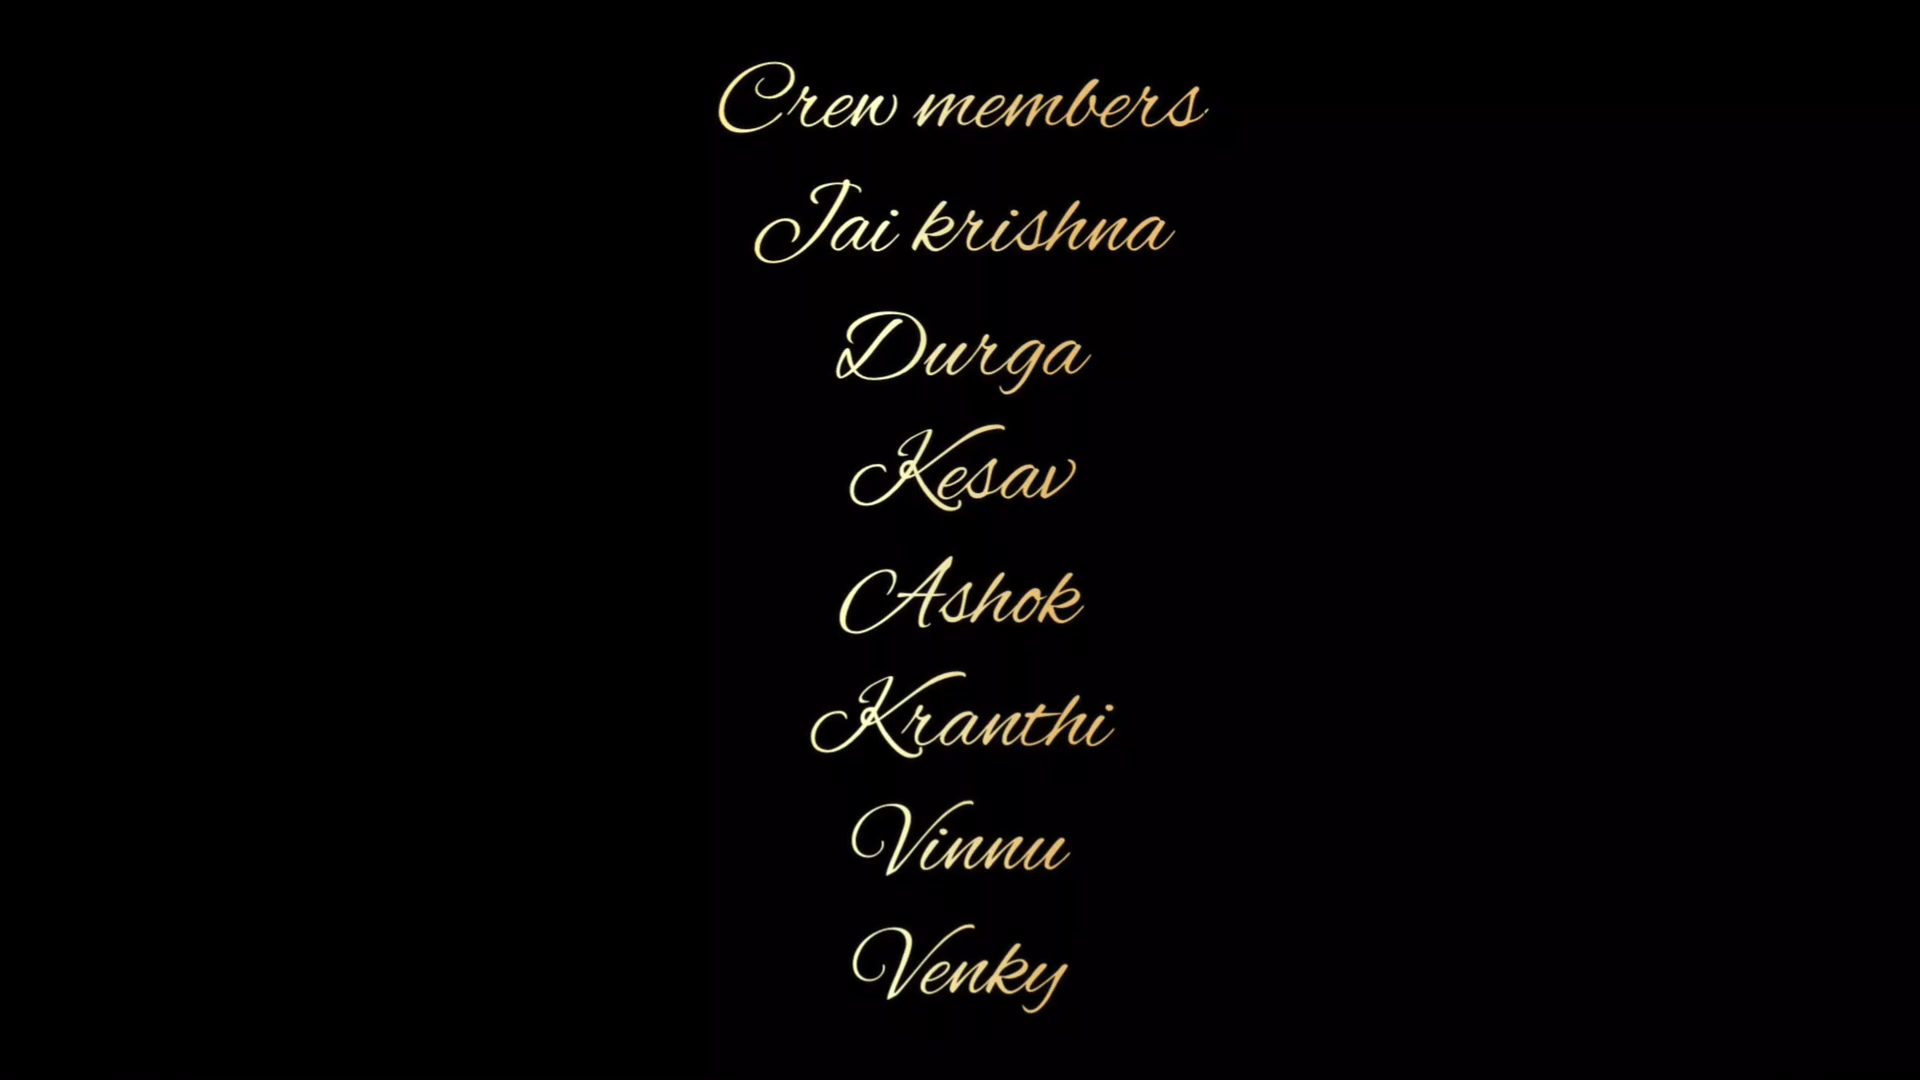 Crew members
Jai krishna
Durga
Kesav
Ashok
Kranthi
Vinnu
Venky